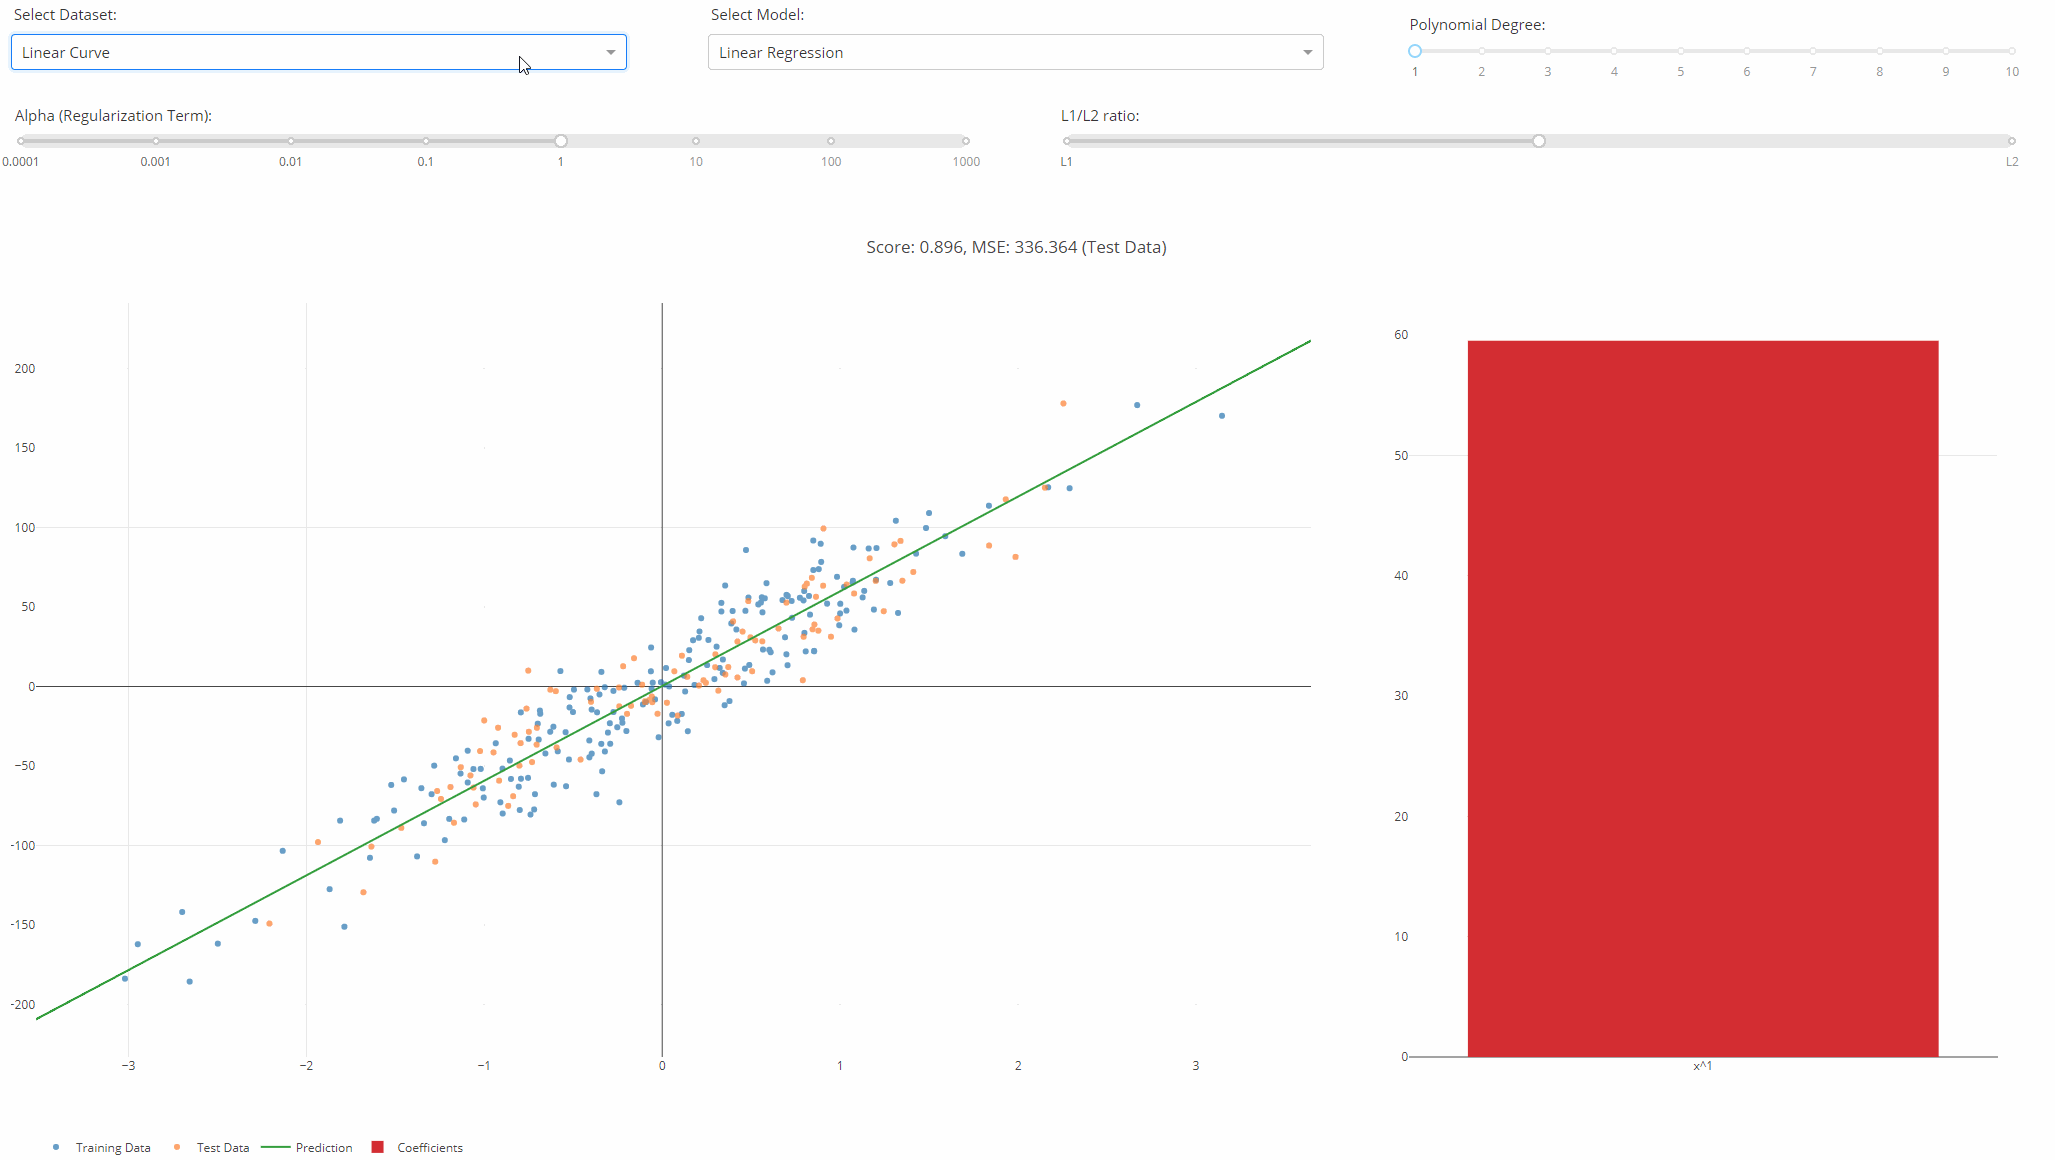 Select Dataset:
Select Model:
Polynomial Degree:
Linear Curve
Linear Regression
1 2 3 4 5 6 7 8 9 10
Alpha (Regularization Term):
L1/L2 ratio:
0.0001 0.001 0.01 0.1 1 10 100 1000
L1 L2
Score: 0.896, MSE: 336.364 (Test Data)
200
150
100
50
0
−50
−100
−150
−200
−3 −2 −1 0 1 2 3
60
50
40
30
20
10
0
x^1
Training Data Test Data Prediction Coefficients